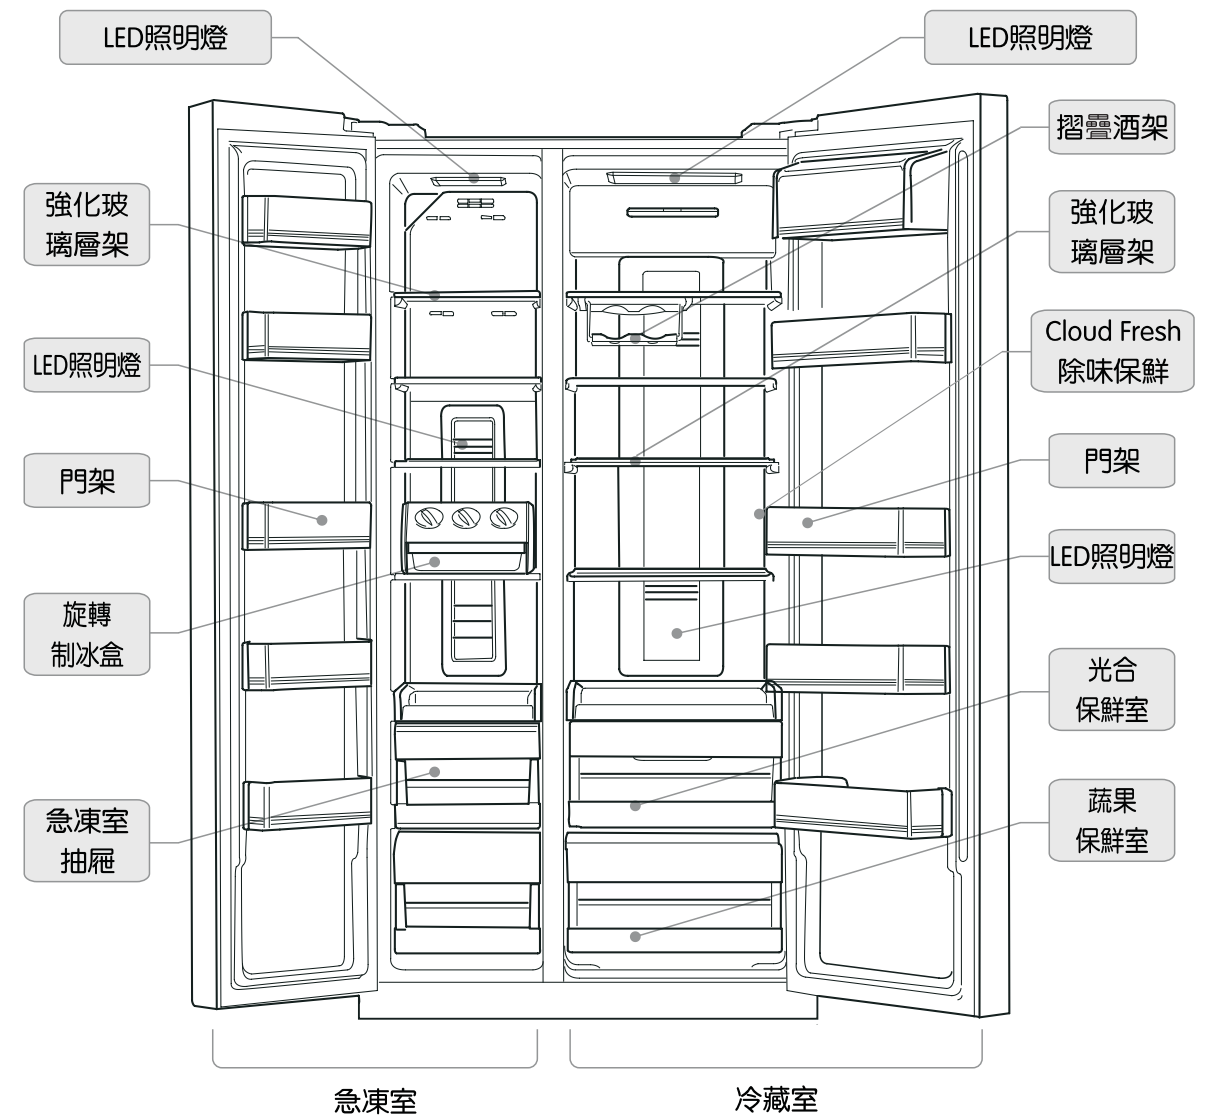 LED照明燈
LED照明燈
摺疊酒架
強化玻
璃層架
強化玻
璃層架
Cloud Fresh
除味保鮮
LED照明燈
門架
門架
LED照明燈
旋轉
制冰盒
光合
保鮮室
蔬果
保鮮室
急凍室
抽屜
急凍室
冷藏室